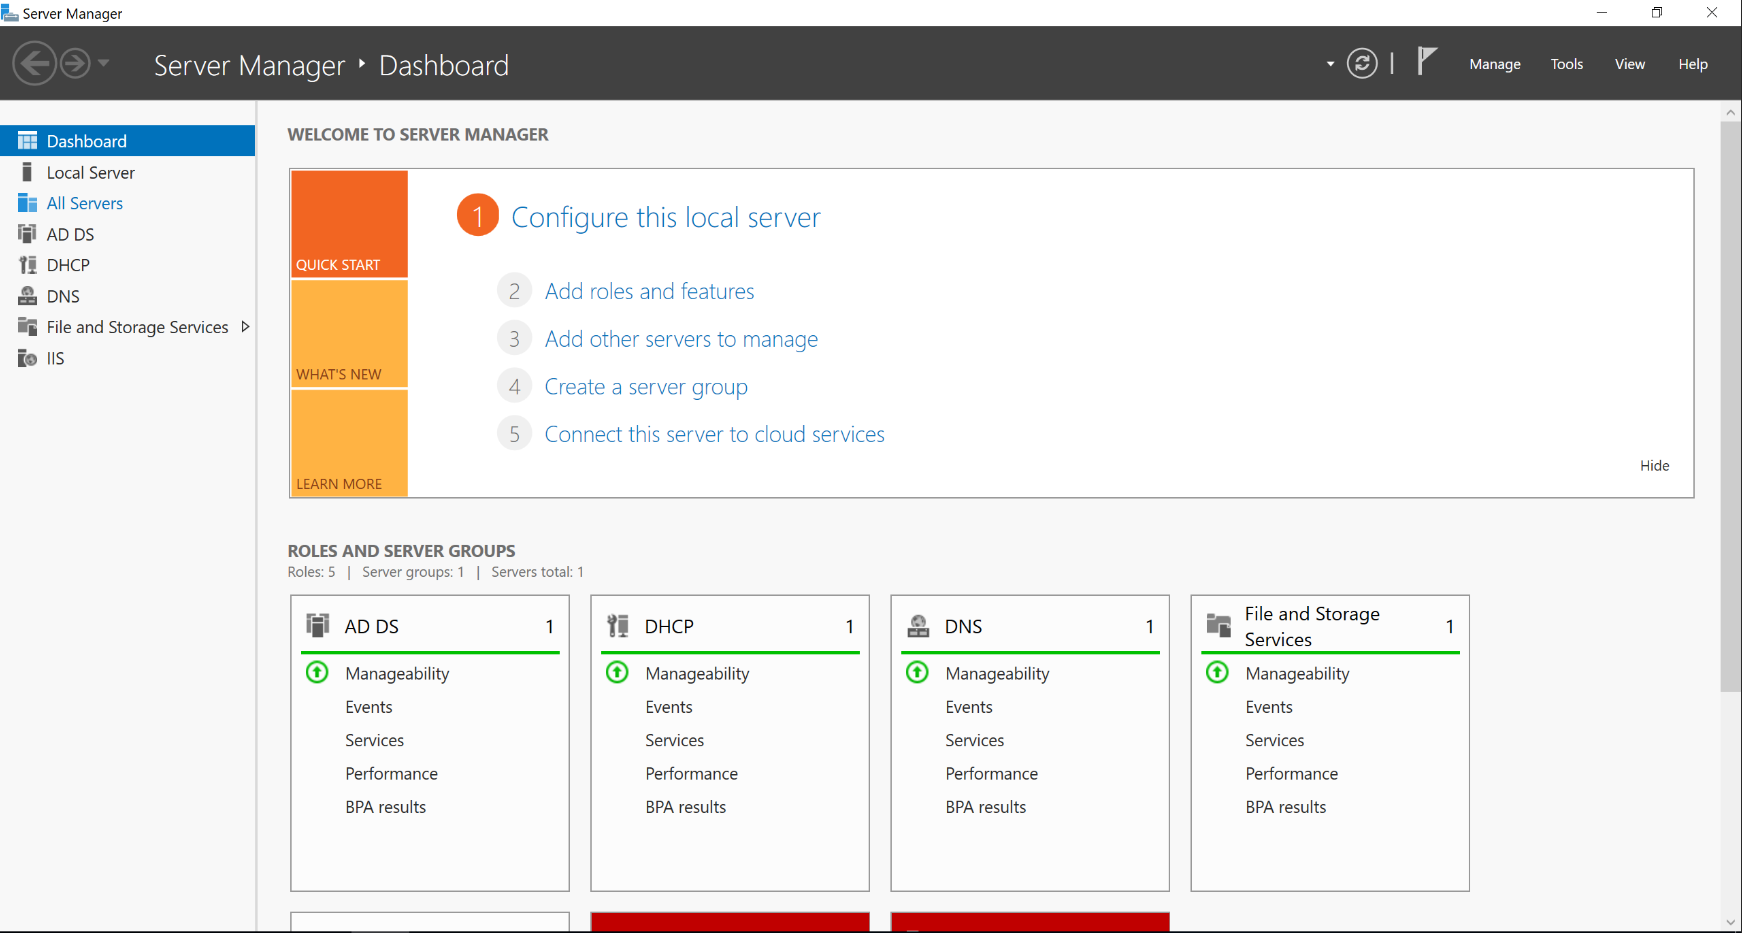 Server Manager
Server Manager ‣ Dashboard
Manage Tools View Help
Dashboard
Local Server
All Servers
AD DS
DHCP
DNS
File and Storage Services
IIS
WELCOME TO SERVER MANAGER
QUICK START
WHAT'S NEW
LEARN MORE
1 Configure this local server
2 Add roles and features
3 Add other servers to manage
4 Create a server group
5 Connect this server to cloud services
Hide
ROLES AND SERVER GROUPS
Roles: 5 | Server groups: 1 | Servers total: 1
AD DS 1
Manageability
Events
Services
Performance
BPA results
DHCP 1
Manageability
Events
Services
Performance
BPA results
DNS 1
Manageability
Events
Services
Performance
BPA results
File and Storage
Services 1
Manageability
Events
Services
Performance
BPA results